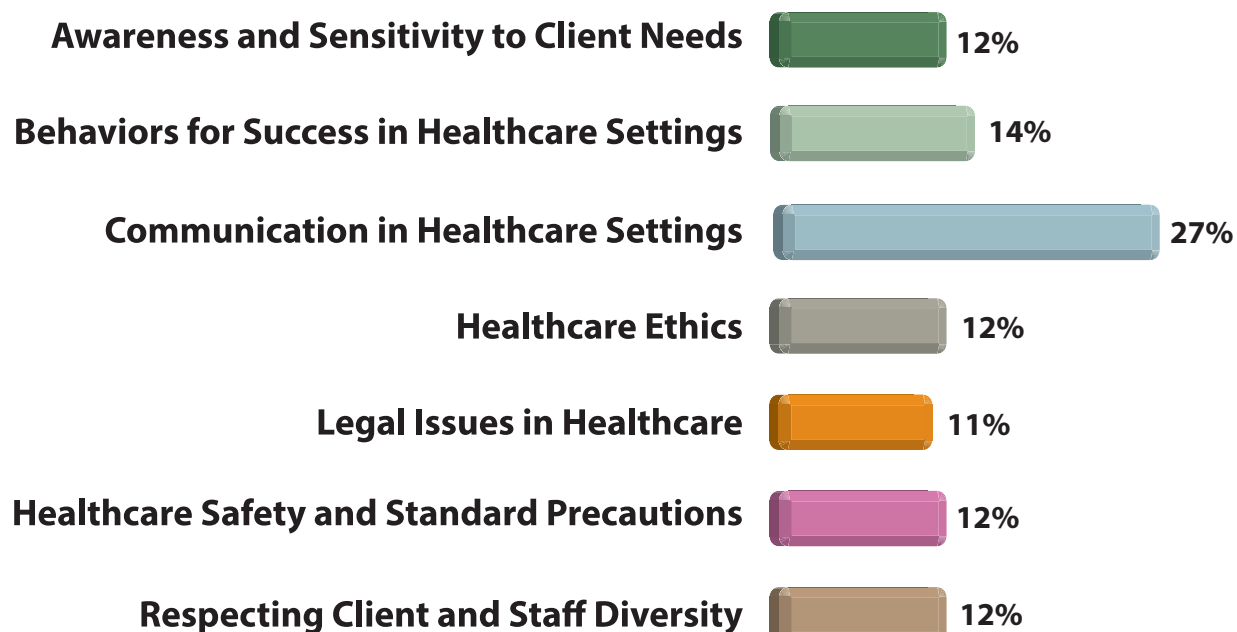 Awareness and Sensitivity to Client Needs 12%
Behaviors for Success in Healthcare Settings 14%
Communication in Healthcare Settings 27%
Healthcare Ethics 12%
Legal Issues in Healthcare 11%
Healthcare Safety and Standard Precautions 12%
Respecting Client and Staff Diversity 12%